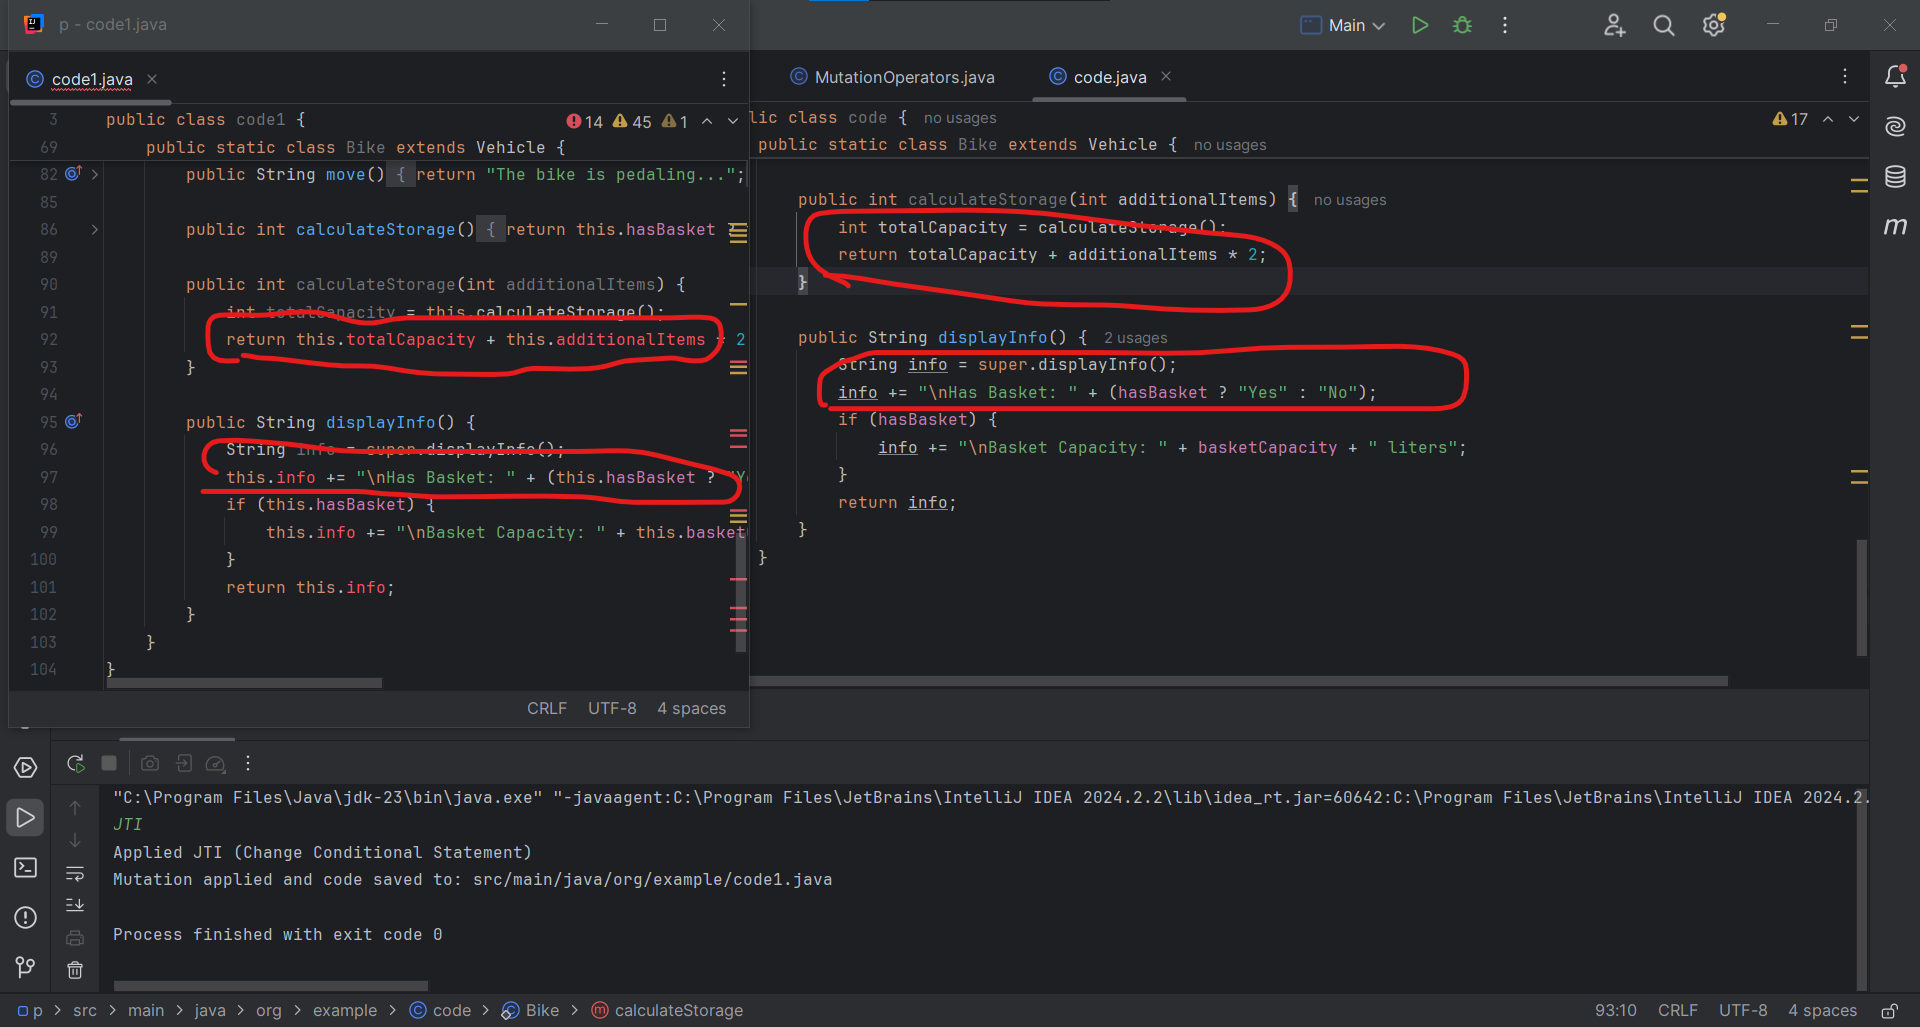 p - code1.java
Main
code1.java
MutationOperators.java
code.java
3 public class code1 {
14 45 1
69 public static class Bike extends Vehicle {
82 public String move() { return "The bike is pedaling...";
85
86 public int calculateStorage() { return this.hasBasket ?
89
90 public int calculateStorage(int additionalItems) {
91 int totalCapacity = this.calculateStorage();
92 return this.totalCapacity + this.additionalItems * 2
93 }
94
95 public String displayInfo() {
96 String info = super.displayInfo();
97 this.info += "\nHas Basket: " + (this.hasBasket ? "Y
98 if (this.hasBasket) {
99 this.info += "\nBasket Capacity: " + this.basket
100 }
101 return this.info;
102 }
103 }
104 }
CRLF UTF-8 4 spaces
lic class code { no usages
17
public static class Bike extends Vehicle { no usages
public int calculateStorage(int additionalItems) { no usages
int totalCapacity = calculateStorage();
return totalCapacity + additionalItems * 2;
}
public String displayInfo() { 2 usages
String info = super.displayInfo();
info += "\nHas Basket: " + (hasBasket ? "Yes" : "No");
if (hasBasket) {
info += "\nBasket Capacity: " + basketCapacity + " liters";
}
return info;
}
}
"C:\Program Files\Java\jdk-23\bin\java.exe" "-javaagent:C:\Program Files\JetBrains\IntelliJ IDEA 2024.2.2\lib\idea_rt.jar=60642:C:\Program Files\JetBrains\IntelliJ IDEA 2024.2.
JTI
Applied JTI (Change Conditional Statement)
Mutation applied and code saved to: src/main/java/org/example/code1.java
Process finished with exit code 0
p > src > main > java > org > example > code > Bike > calculateStorage
93:10 CRLF UTF-8 4 spaces